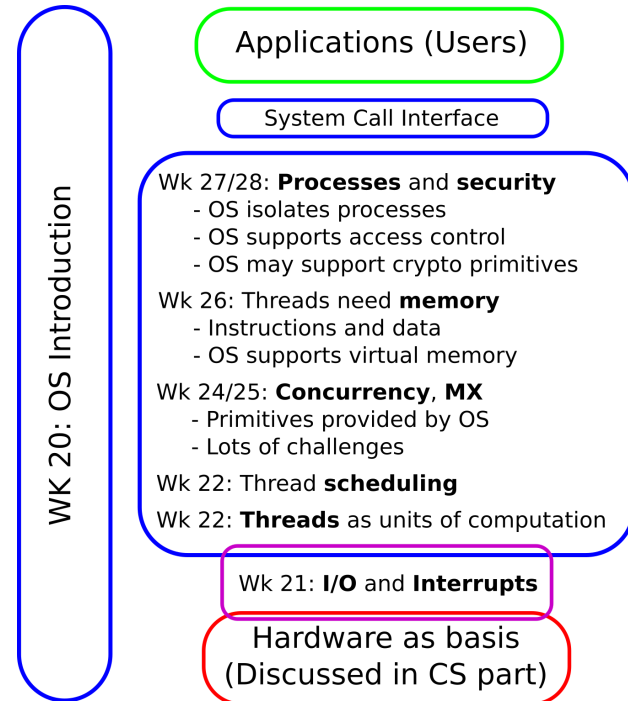 WK 20: OS Introduction
Applications (Users)
System Call Interface
Wk 27/28: Processes and security
- OS isolates processes
- OS supports access control
- OS may support crypto primitives
Wk 26: Threads need memory
- Instructions and data
- OS supports virtual memory
Wk 24/25: Concurrency, MX
- Primitives provided by OS
- Lots of challenges
Wk 22: Thread scheduling
Wk 22: Threads as units of computation
Wk 21: I/O and Interrupts
Hardware as basis
(Discussed in CS part)